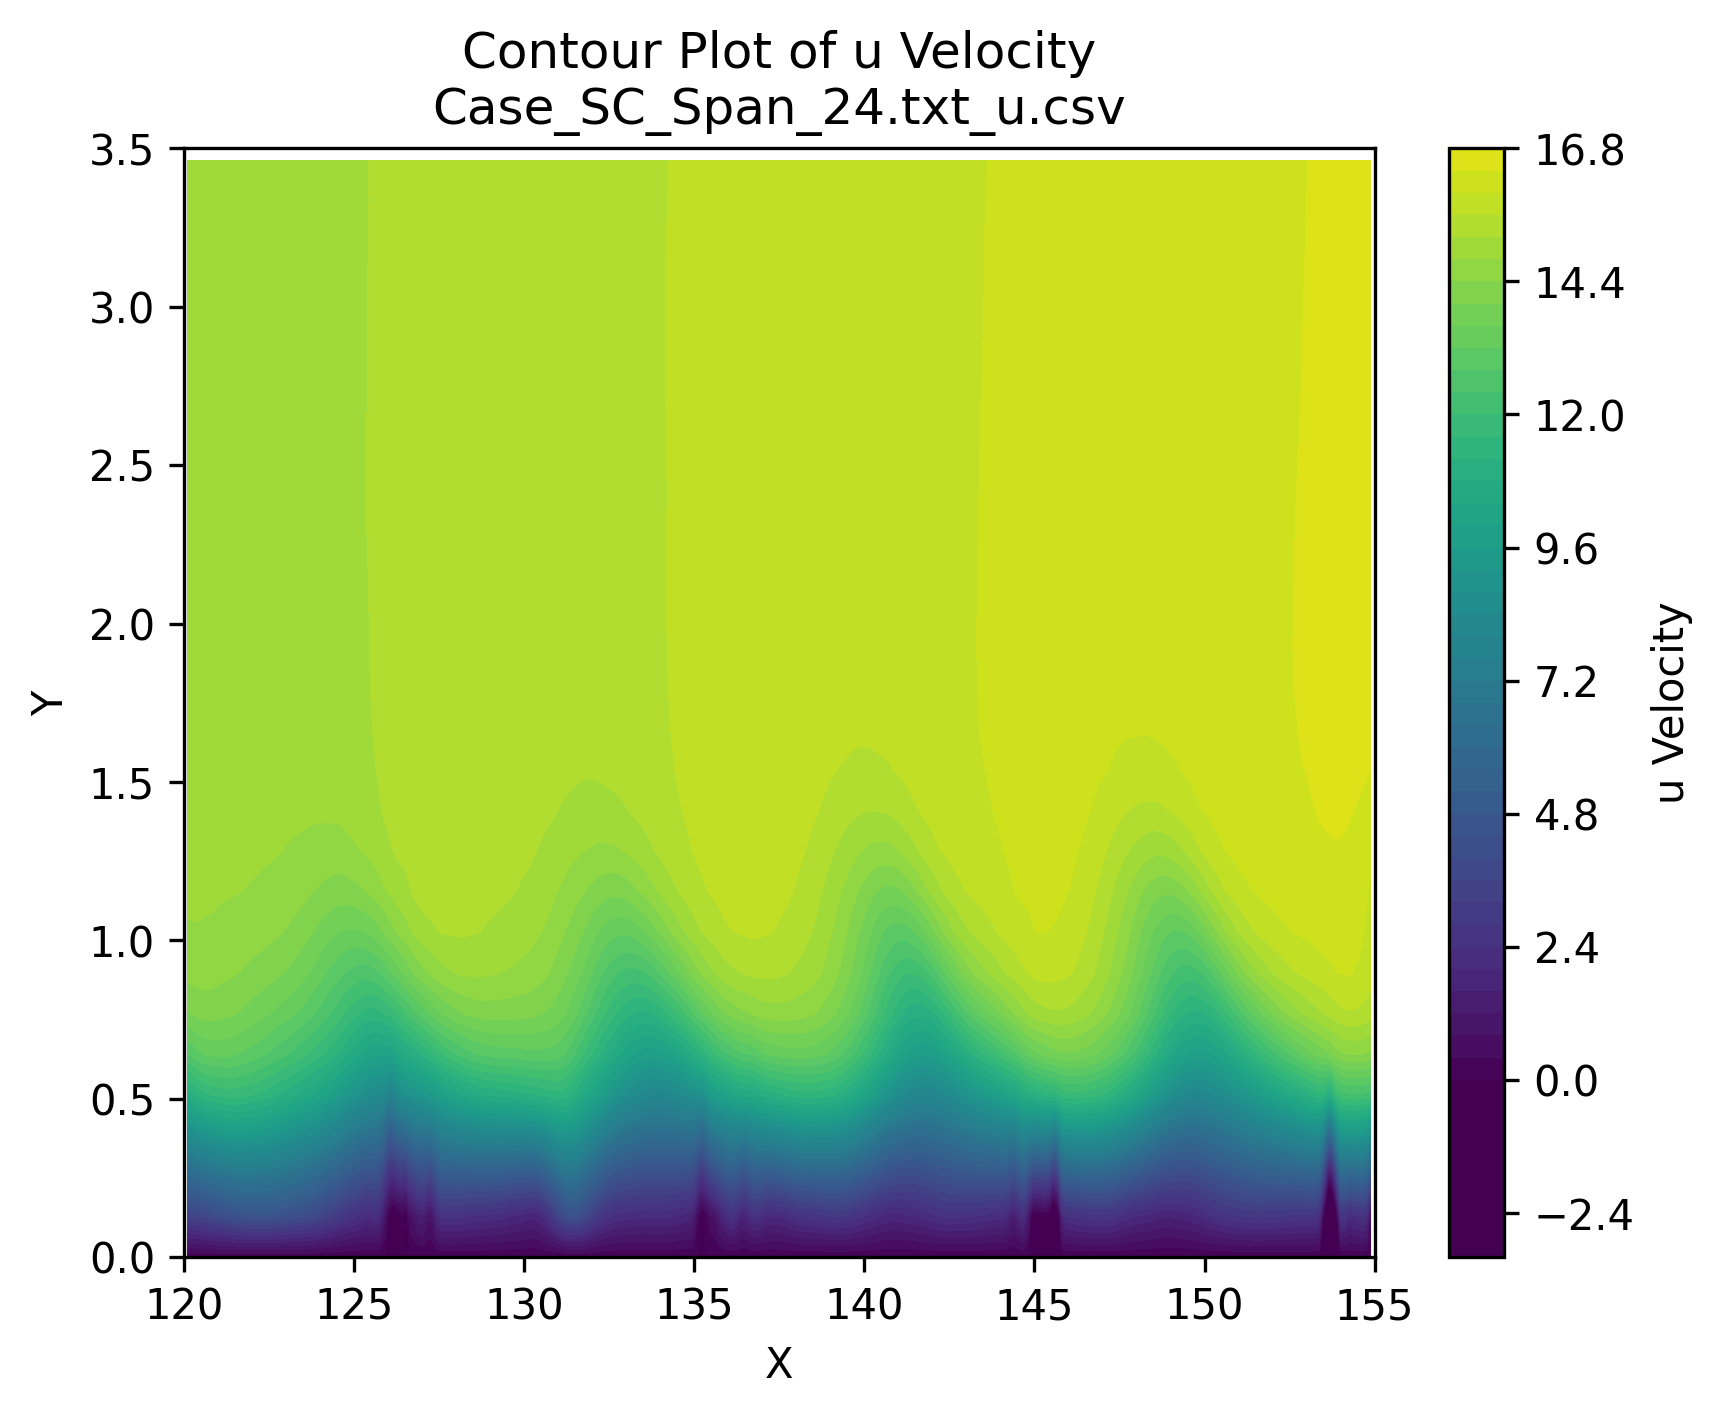 Contour Plot of u Velocity
Case_SC_Span_24.txt_u.csv
3.5
3.0
2.5
2.0
1.5
1.0
0.5
0.0
Y
120 125 130 135 140 145 150 155
X
16.8
14.4
12.0
9.6
7.2
4.8
2.4
0.0
−2.4
u Velocity